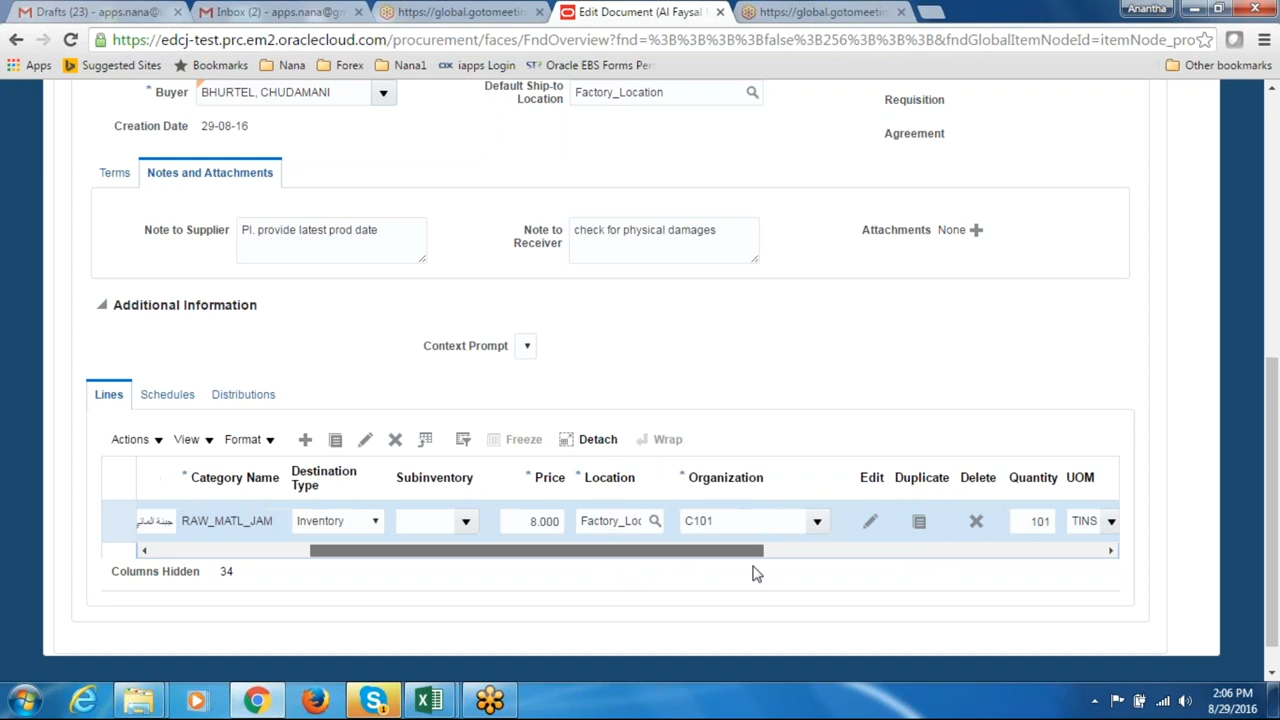 Drafts (23) - apps.nana@
Inbox (2) - apps.nana@gm
https://global.gotomeetin
Edit Document (Al Faysal
https://global.gotomeetin
Anantha
https://edcj-test.prc.em2.oraclecloud.com/procurement/faces/FndOverview?fnd=%3B%3B%3B%3Bfalse%3B256%3B%3B%3B&fndGlobalItemNodeId=itemNode_pro
Apps Suggested Sites Bookmarks Nana Forex Nana1 iapps Login Oracle EBS Forms Per Other bookmarks
* Buyer BHURTEL, CHUDAMANI
Default Ship-to Location Factory_Location
Requisition
Creation Date 29-08-16
Agreement
Terms Notes and Attachments
Note to Supplier Pl. provide latest prod date
Note to Receiver check for physical damages
Attachments None
Additional Information
Context Prompt
Lines Schedules Distributions
Actions View Format Freeze Detach Wrap
* Category Name Destination Type Subinventory * Price * Location * Organization Edit Duplicate Delete Quantity UOM
RAW_MATL_JAM Inventory 8.000 Factory_Loc C101 101 TINS
Columns Hidden 34
2:06 PM
8/29/2016